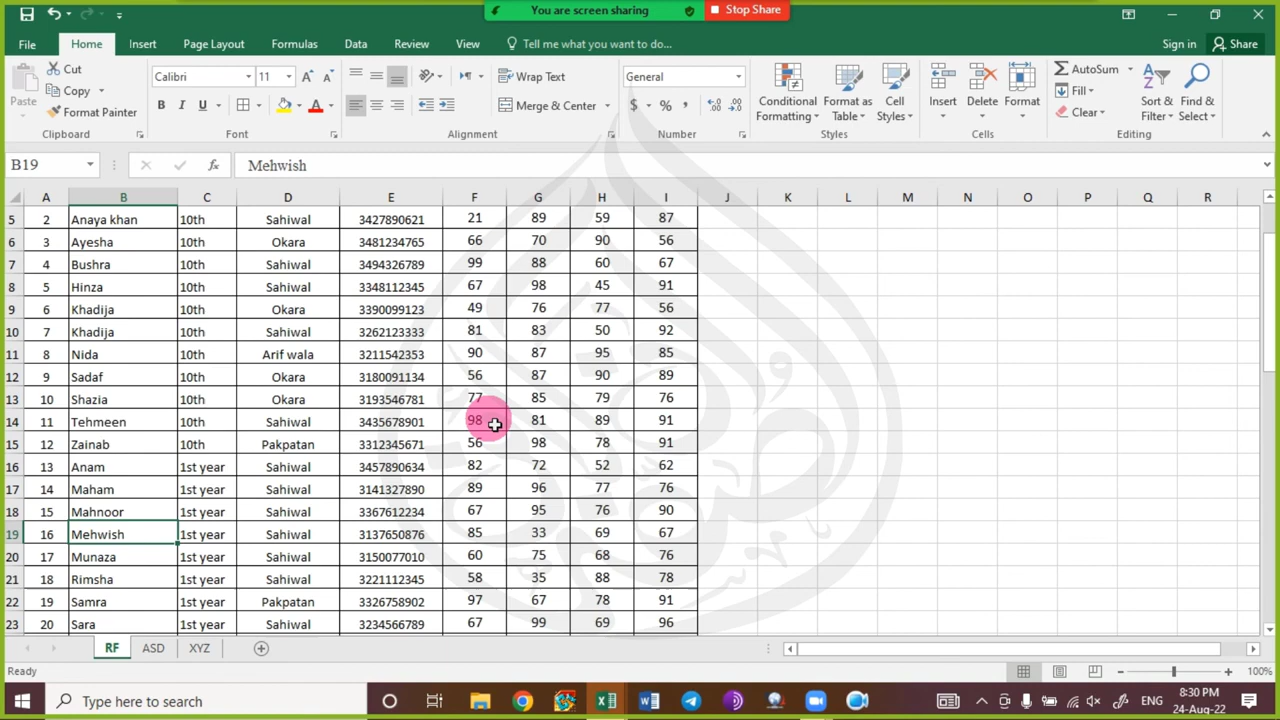 You are screen sharing Stop Share
File Home Insert Page Layout Formulas Data Review View Tell me what you want to do... Sign in Share
Paste Cut Copy Format Painter Clipboard
Calibri 11 B I U A Font
Wrap Text Merge & Center Alignment
General $ % , Number
Conditional Formatting Format as Table Cell Styles Styles
Insert Delete Format Cells
AutoSum Fill Clear Sort & Filter Find & Select Editing
B19 fx Mehwish
A B C D E F G H I J K L M N O P Q R
5 2 Anaya khan 10th Sahiwal 3427890621 21 89 59 87
6 3 Ayesha 10th Okara 3481234765 66 70 90 56
7 4 Bushra 10th Sahiwal 3494326789 99 88 60 67
8 5 Hinza 10th Sahiwal 3348112345 67 98 45 91
9 6 Khadija 10th Okara 3390099123 49 76 77 56
10 7 Khadija 10th Sahiwal 3262123333 81 83 50 92
11 8 Nida 10th Arif wala 3211542353 90 87 95 85
12 9 Sadaf 10th Okara 3180091134 56 87 90 89
13 10 Shazia 10th Okara 3193546781 77 85 79 76
14 11 Tehmeen 10th Sahiwal 3435678901 98 81 89 91
15 12 Zainab 10th Pakpatan 3312345671 56 98 78 91
16 13 Anam 1st year Sahiwal 3457890634 82 72 52 62
17 14 Maham 1st year Sahiwal 3141327890 89 96 77 76
18 15 Mahnoor 1st year Sahiwal 3367612234 67 95 76 90
19 16 Mehwish 1st year Sahiwal 3137650876 85 33 69 67
20 17 Munaza 1st year Sahiwal 3150077010 60 75 68 76
21 18 Rimsha 1st year Sahiwal 3221112345 58 35 88 78
22 19 Samra 1st year Pakpatan 3326758902 97 67 78 91
23 20 Sara 1st year Sahiwal 3234566789 67 99 69 96
RF ASD XYZ
Ready 100%
Type here to search ENG 8:30 PM
24-Aug-22